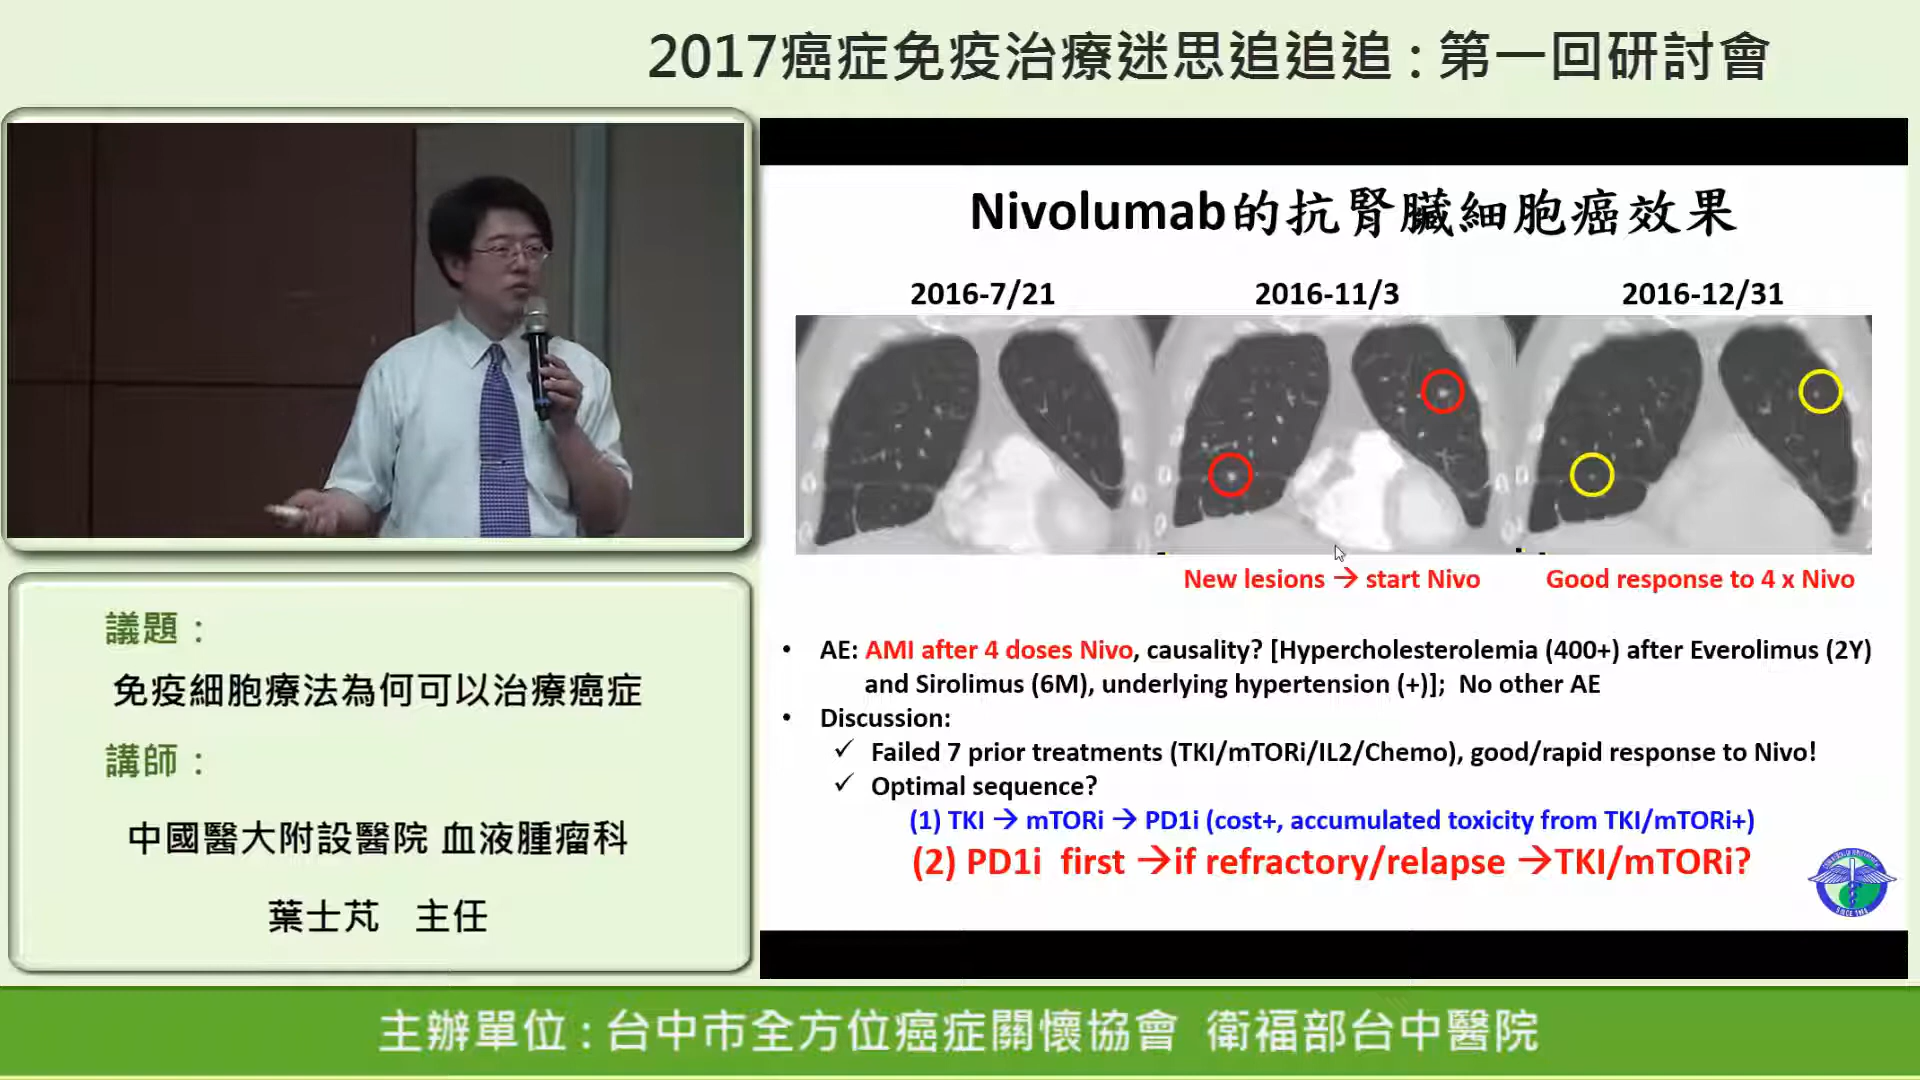 2017癌症免疫治療迷思追追追：第一回研討會
Nivolumab的抗腎臟細胞癌效果
2016-7/21
2016-11/3
2016-12/31
New lesions → start Nivo
Good response to 4 x Nivo
• AE: AMI after 4 doses Nivo, causality? [Hypercholesterolemia (400+) after Everolimus (2Y)
and Sirolimus (6M), underlying hypertension (+)]; No other AE
• Discussion:
✓ Failed 7 prior treatments (TKI/mTORi/IL2/Chemo), good/rapid response to Nivo!
✓ Optimal sequence?
(1) TKI → mTORi → PD1i (cost+, accumulated toxicity from TKI/mTORi+)
(2) PD1i first →if refractory/relapse →TKI/mTORi?
議題：
免疫細胞療法為何可以治療癌症
講師：
中國醫大附設醫院 血液腫瘤科
葉士芃 主任
主辦單位：台中市全方位癌症關懷協會 衛福部台中醫院